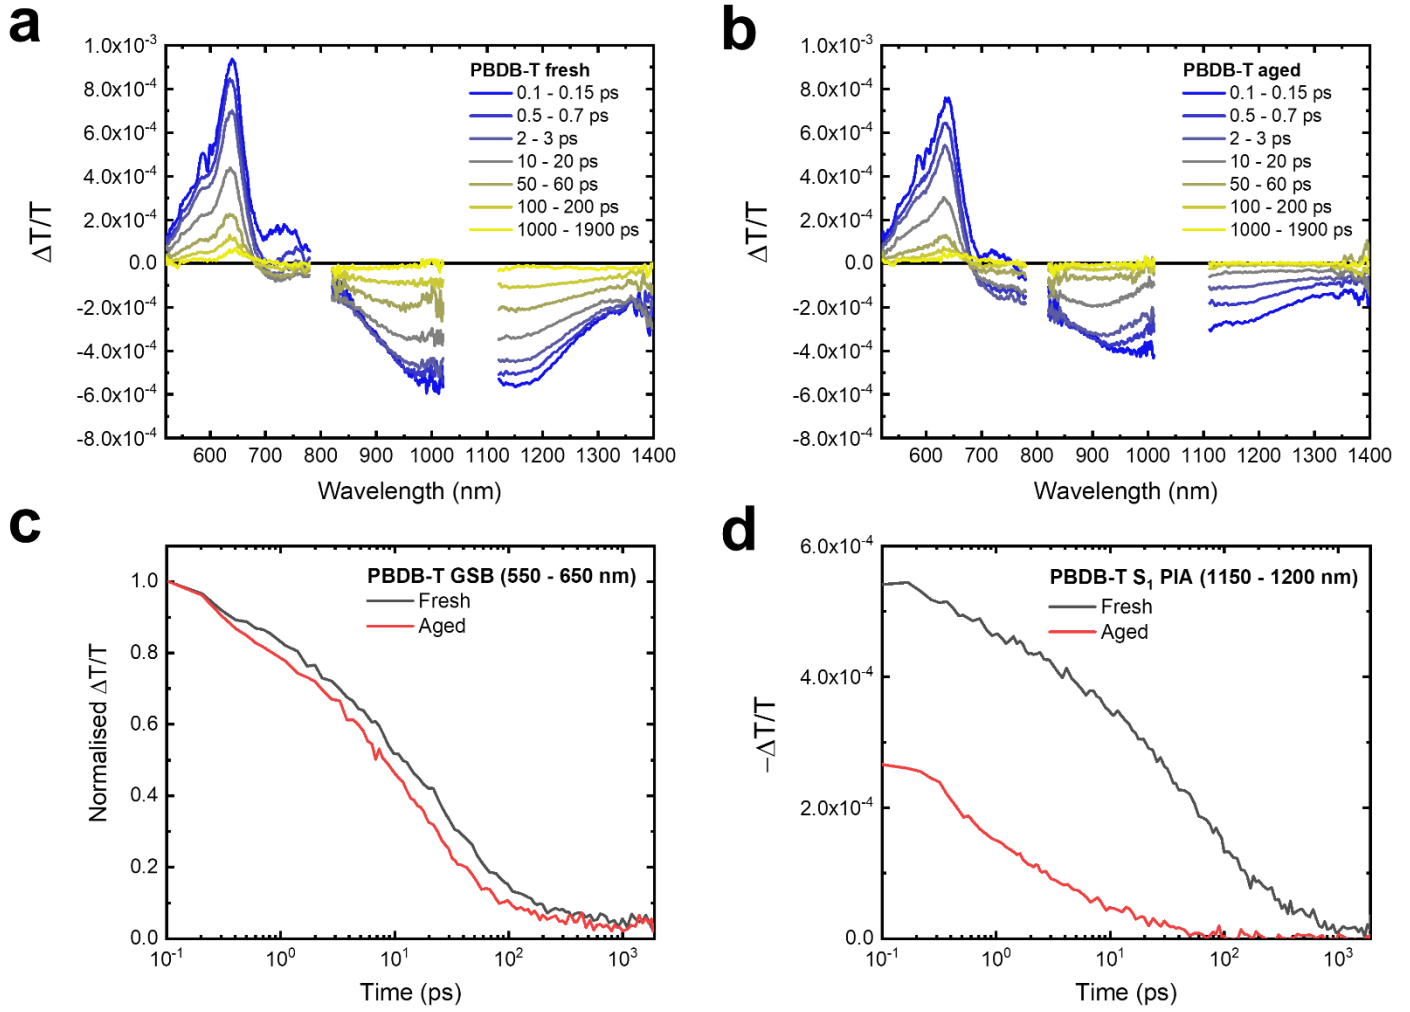 a
1.0x10-3
8.0x10-4
6.0x10-4
4.0x10-4
2.0x10-4
0.0
-2.0x10-4
-4.0x10-4
-6.0x10-4
-8.0x10-4
ΔT/T
PBDB-T fresh
0.1 - 0.15 ps
0.5 - 0.7 ps
2 - 3 ps
10 - 20 ps
50 - 60 ps
100 - 200 ps
1000 - 1900 ps
600 700 800 900 1000 1100 1200 1300 1400
Wavelength (nm)
b
1.0x10-3
8.0x10-4
6.0x10-4
4.0x10-4
2.0x10-4
0.0
-2.0x10-4
-4.0x10-4
-6.0x10-4
-8.0x10-4
ΔT/T
PBDB-T aged
0.1 - 0.15 ps
0.5 - 0.7 ps
2 - 3 ps
10 - 20 ps
50 - 60 ps
100 - 200 ps
1000 - 1900 ps
600 700 800 900 1000 1100 1200 1300 1400
Wavelength (nm)
c
1.0
0.8
0.6
0.4
0.2
0.0
Normalised ΔT/T
PBDB-T GSB (550 - 650 nm)
Fresh
Aged
10-1 100 101 102 103
Time (ps)
d
6.0x10-4
4.0x10-4
2.0x10-4
0.0
−ΔT/T
PBDB-T S1 PIA (1150 - 1200 nm)
Fresh
Aged
10-1 100 101 102 103
Time (ps)